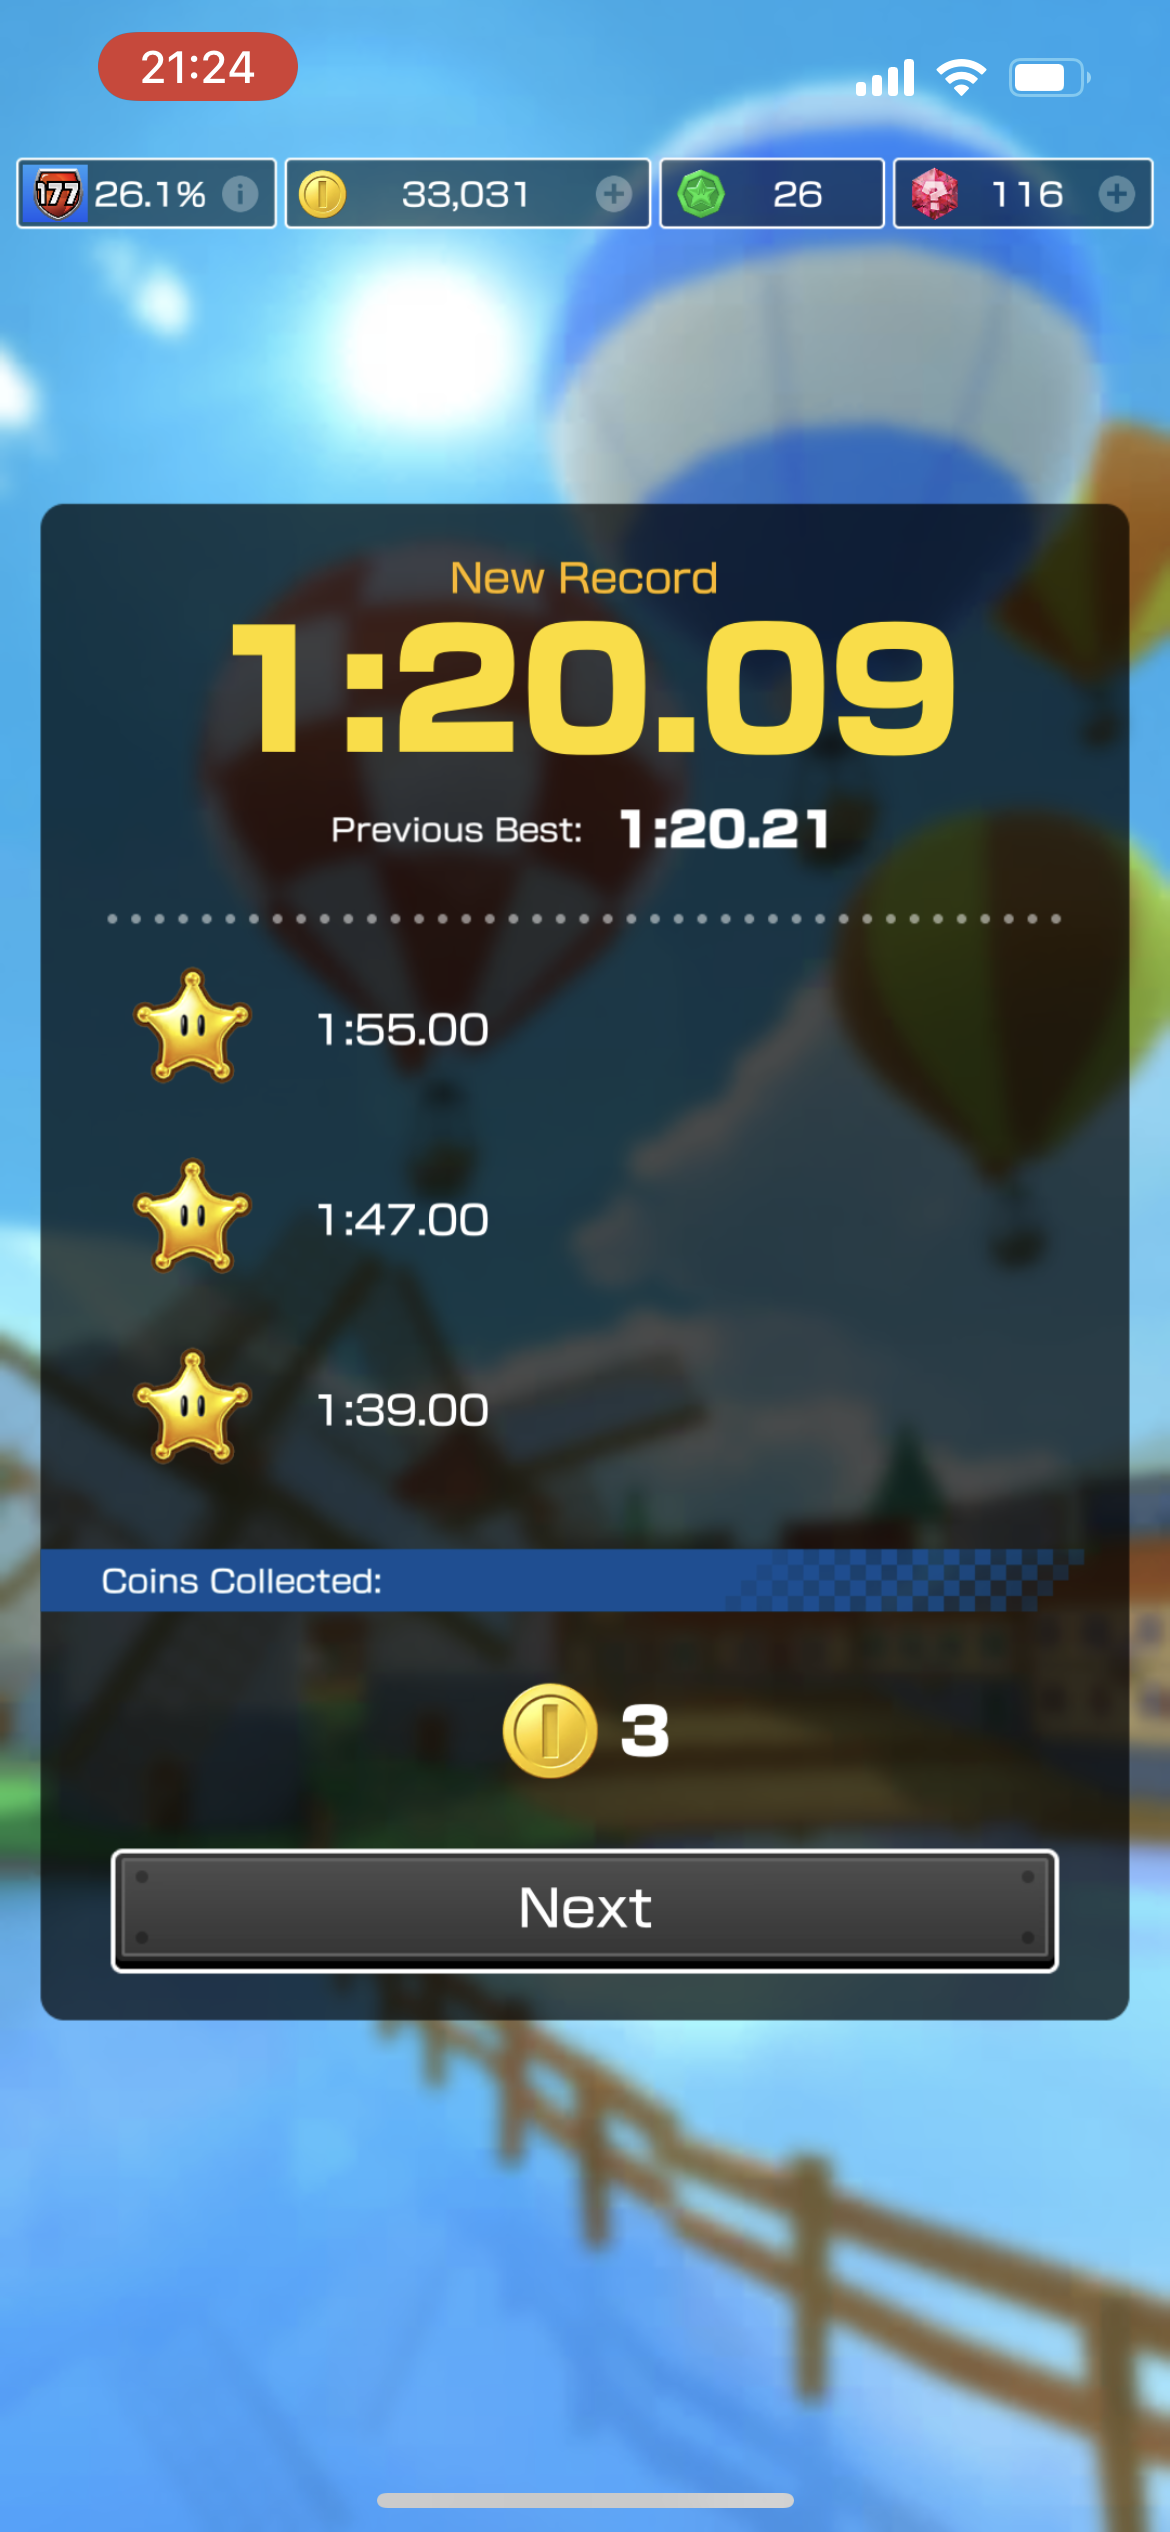 21:24
177 26.1% i 33,031 + 26 ? 116 +
New Record
1:20.09
Previous Best: 1:20.21
1:55.00
1:47.00
1:39.00
Coins Collected:
3
Next